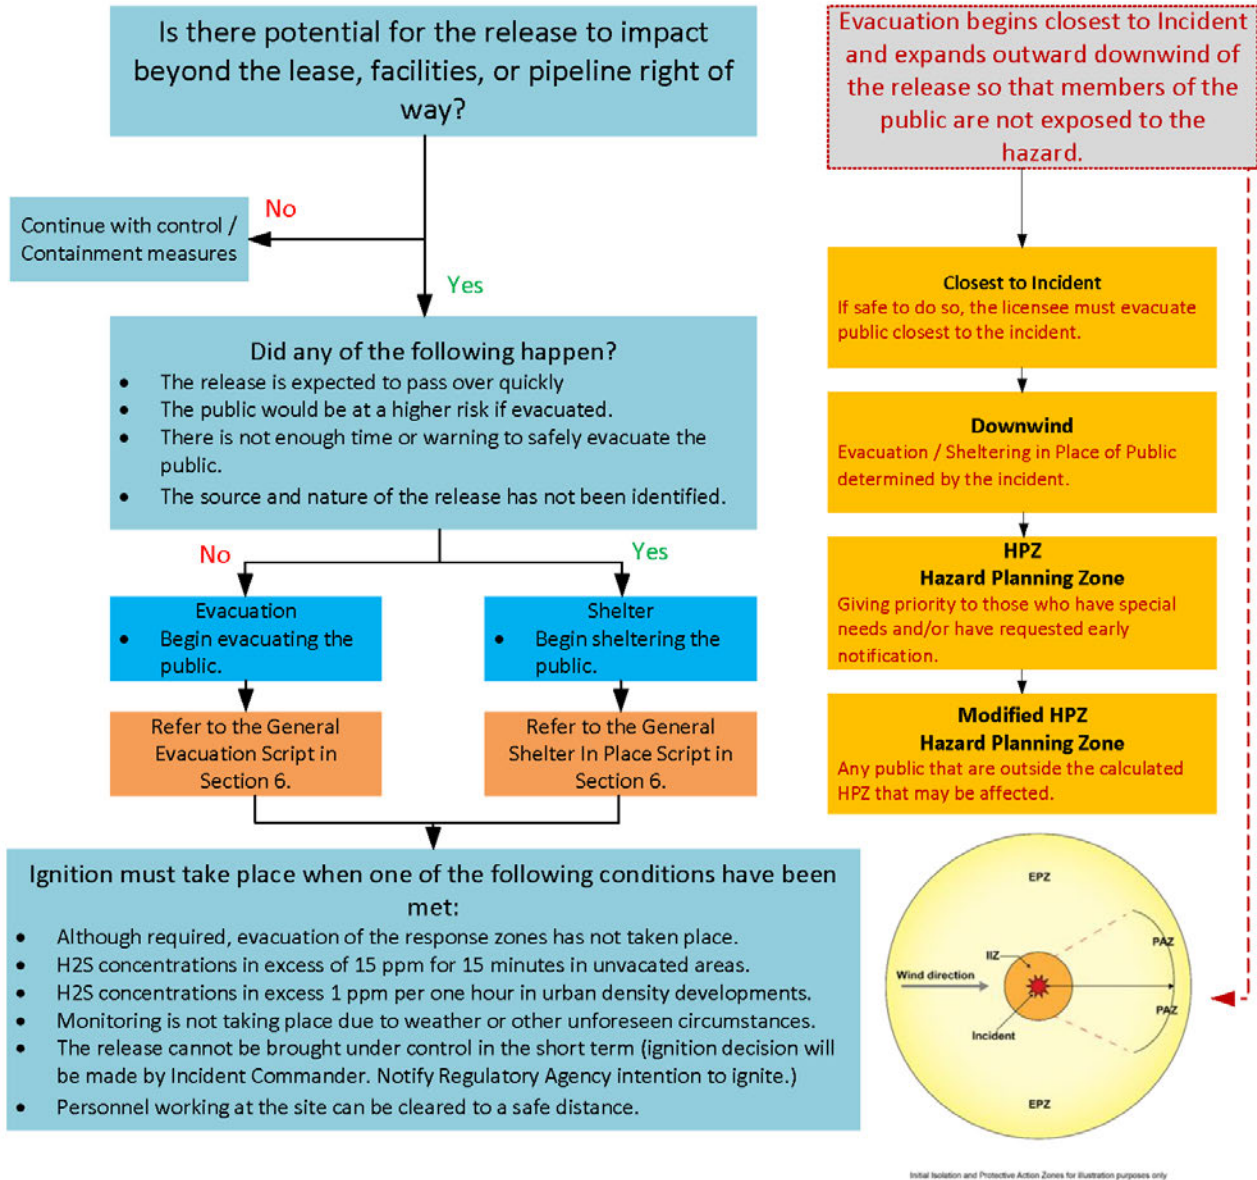 Is there potential for the release to impact
beyond the lease, facilities, or pipeline right of
way?
No
Continue with control /
Containment measures
Yes
Did any of the following happen?
• The release is expected to pass over quickly
• The public would be at a higher risk if evacuated.
• There is not enough time or warning to safely evacuate the
public.
• The source and nature of the release has not been identified.
No
Yes
Evacuation
• Begin evacuating the
public.
Shelter
• Begin sheltering the
public.
Refer to the General
Evacuation Script in
Section 6.
Refer to the General
Shelter In Place Script in
Section 6.
Ignition must take place when one of the following conditions have been
met:
• Although required, evacuation of the response zones has not taken place.
• H2S concentrations in excess of 15 ppm for 15 minutes in unvacated areas.
• H2S concentrations in excess 1 ppm per one hour in urban density developments.
• Monitoring is not taking place due to weather or other unforeseen circumstances.
• The release cannot be brought under control in the short term (ignition decision will
be made by Incident Commander. Notify Regulatory Agency intention to ignite.)
• Personnel working at the site can be cleared to a safe distance.
Evacuation begins closest to Incident
and expands outward downwind of
the release so that members of the
public are not exposed to the
hazard.
Closest to Incident
If safe to do so, the licensee must evacuate
public closest to the incident.
Downwind
Evacuation / Sheltering in Place of Public
determined by the incident.
HPZ
Hazard Planning Zone
Giving priority to those who have special
needs and/or have requested early
notification.
Modified HPZ
Hazard Planning Zone
Any public that are outside the calculated
HPZ that may be affected.
EPZ
PAZ
IIZ
Wind direction
PAZ
Incident
EPZ
Initial Isolation and Protective Action Zones for illustration purposes only